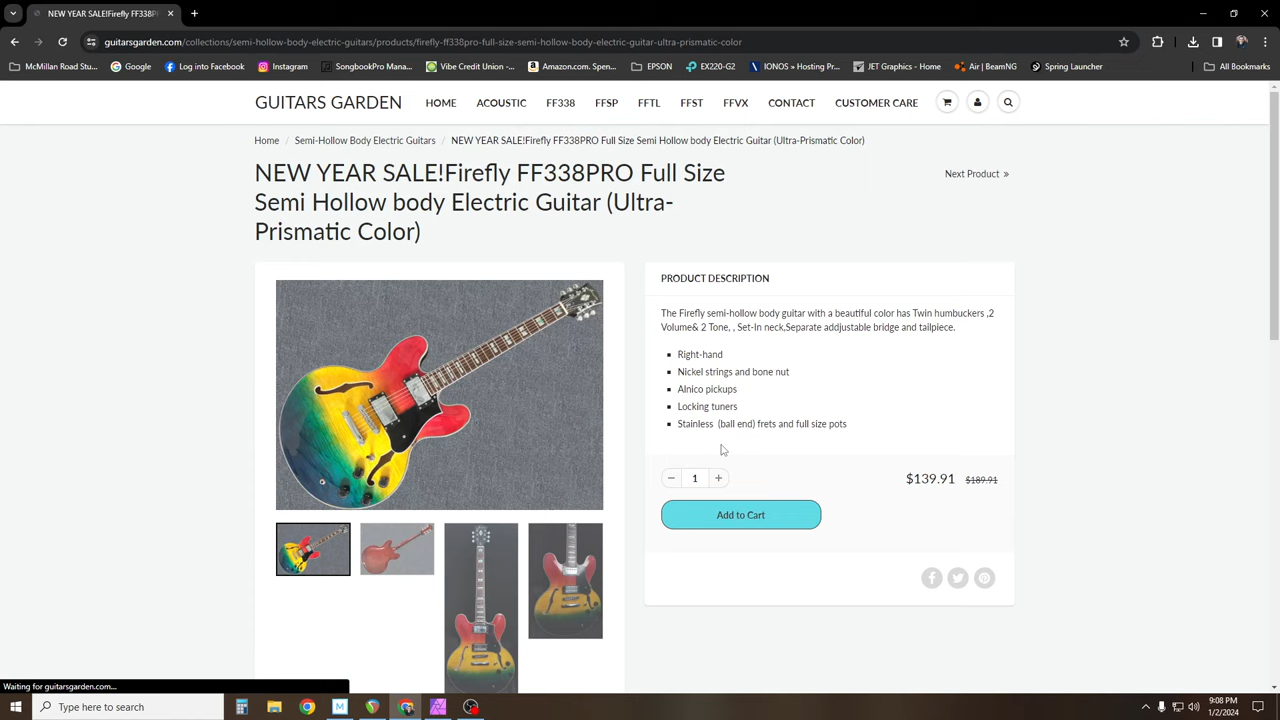 NEW YEAR SALE!Firefly FF338PR
guitarsgarden.com/collections/semi-hollow-body-electric-guitars/products/firefly-ff338pro-full-size-semi-hollow-body-electric-guitar-ultra-prismatic-color
McMillan Road Stu... Google Log into Facebook Instagram SongbookPro Mana... Vibe Credit Union -... Amazon.com. Spen... EPSON EX220-G2 IONOS » Hosting Pr... JET Graphics - Home Air | BeamNG Spring Launcher All Bookmarks
GUITARS GARDEN HOME ACOUSTIC FF338 FFSP FFTL FFST FFVX CONTACT CUSTOMER CARE
Home / Semi-Hollow Body Electric Guitars / NEW YEAR SALE!Firefly FF338PRO Full Size Semi Hollow body Electric Guitar (Ultra-Prismatic Color)
NEW YEAR SALE!Firefly FF338PRO Full Size
Semi Hollow body Electric Guitar (Ultra-
Prismatic Color)
Next Product »
PRODUCT DESCRIPTION
The Firefly semi-hollow body guitar with a beautiful color has Twin humbuckers ,2
Volume& 2 Tone, , Set-In neck,Separate addjustable bridge and tailpiece.
Right-hand
Nickel strings and bone nut
Alnico pickups
Locking tuners
Stainless (ball end) frets and full size pots
− 1 + $139.91 $189.91
Add to Cart
Waiting for guitarsgarden.com...
Type here to search
9:08 PM
1/2/2024